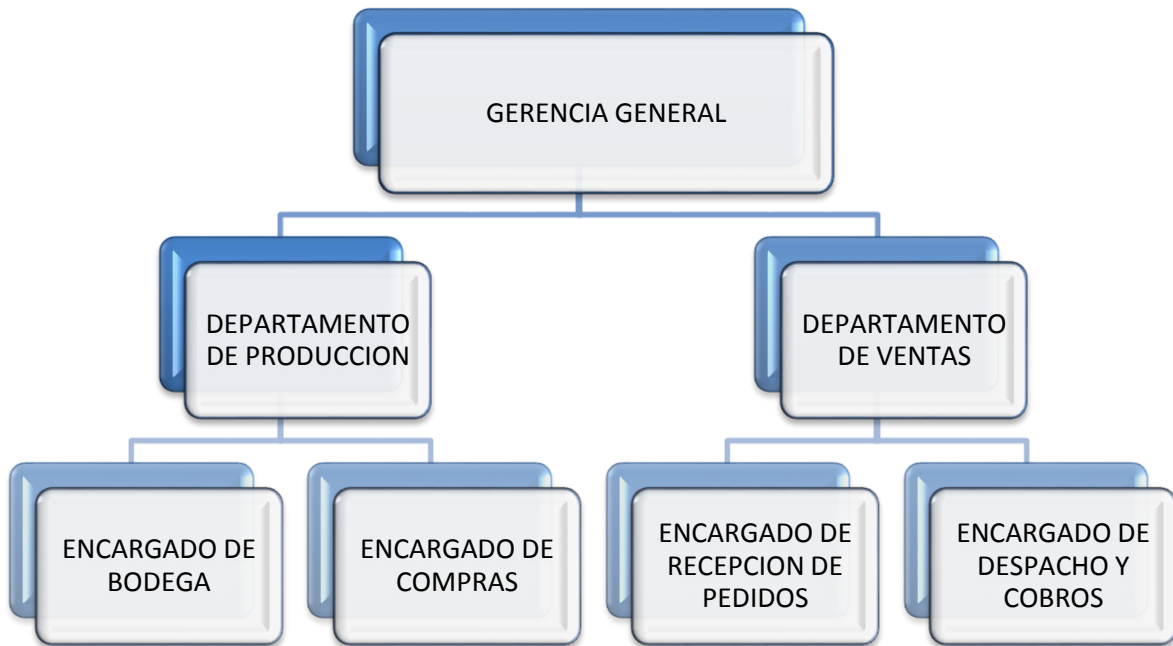 GERENCIA GENERAL
DEPARTAMENTO
DE PRODUCCION
DEPARTAMENTO
DE VENTAS
ENCARGADO DE
BODEGA
ENCARGADO DE
COMPRAS
ENCARGADO DE
RECEPCION DE
PEDIDOS
ENCARGADO DE
DESPACHO Y
COBROS